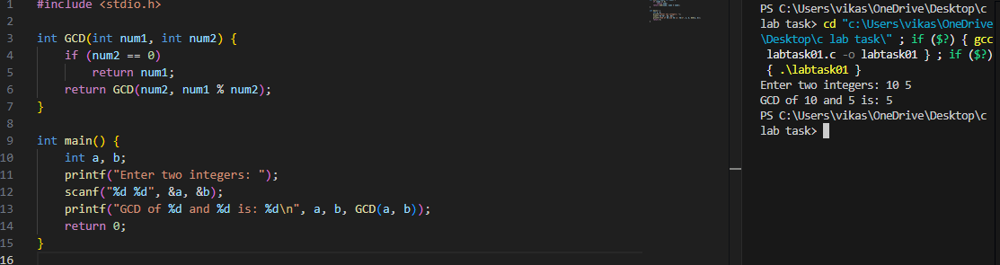 1 #include <stdio.h>
2
3 int GCD(int num1, int num2) {
4     if (num2 == 0)
5         return num1;
6     return GCD(num2, num1 % num2);
7 }
8
9 int main() {
10     int a, b;
11     printf("Enter two integers: ");
12     scanf("%d %d", &a, &b);
13     printf("GCD of %d and %d is: %d\n", a, b, GCD(a, b));
14     return 0;
15 }
16
PS C:\Users\vikas\OneDrive\Desktop\c
lab task> cd "c:\Users\vikas\OneDrive
\Desktop\c lab task\" ; if ($?) { gcc
 labtask01.c -o labtask01 } ; if ($?)
 { .\labtask01 }
Enter two integers: 10 5
GCD of 10 and 5 is: 5
PS C:\Users\vikas\OneDrive\Desktop\c
lab task>